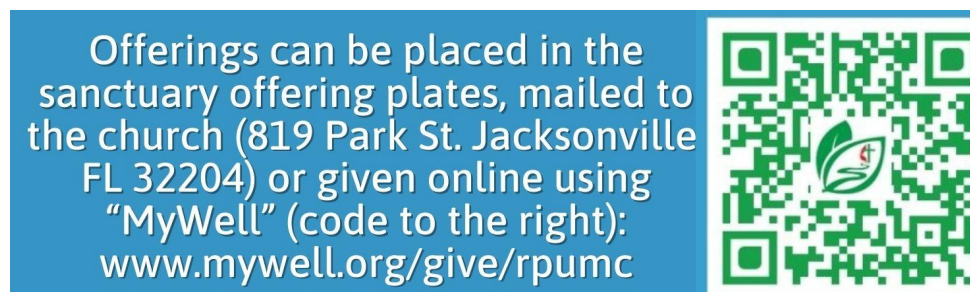 Offerings can be placed in the
sanctuary offering plates, mailed to
the church (819 Park St. Jacksonville
FL 32204) or given online using
“MyWell” (code to the right):
www.mywell.org/give/rpumc